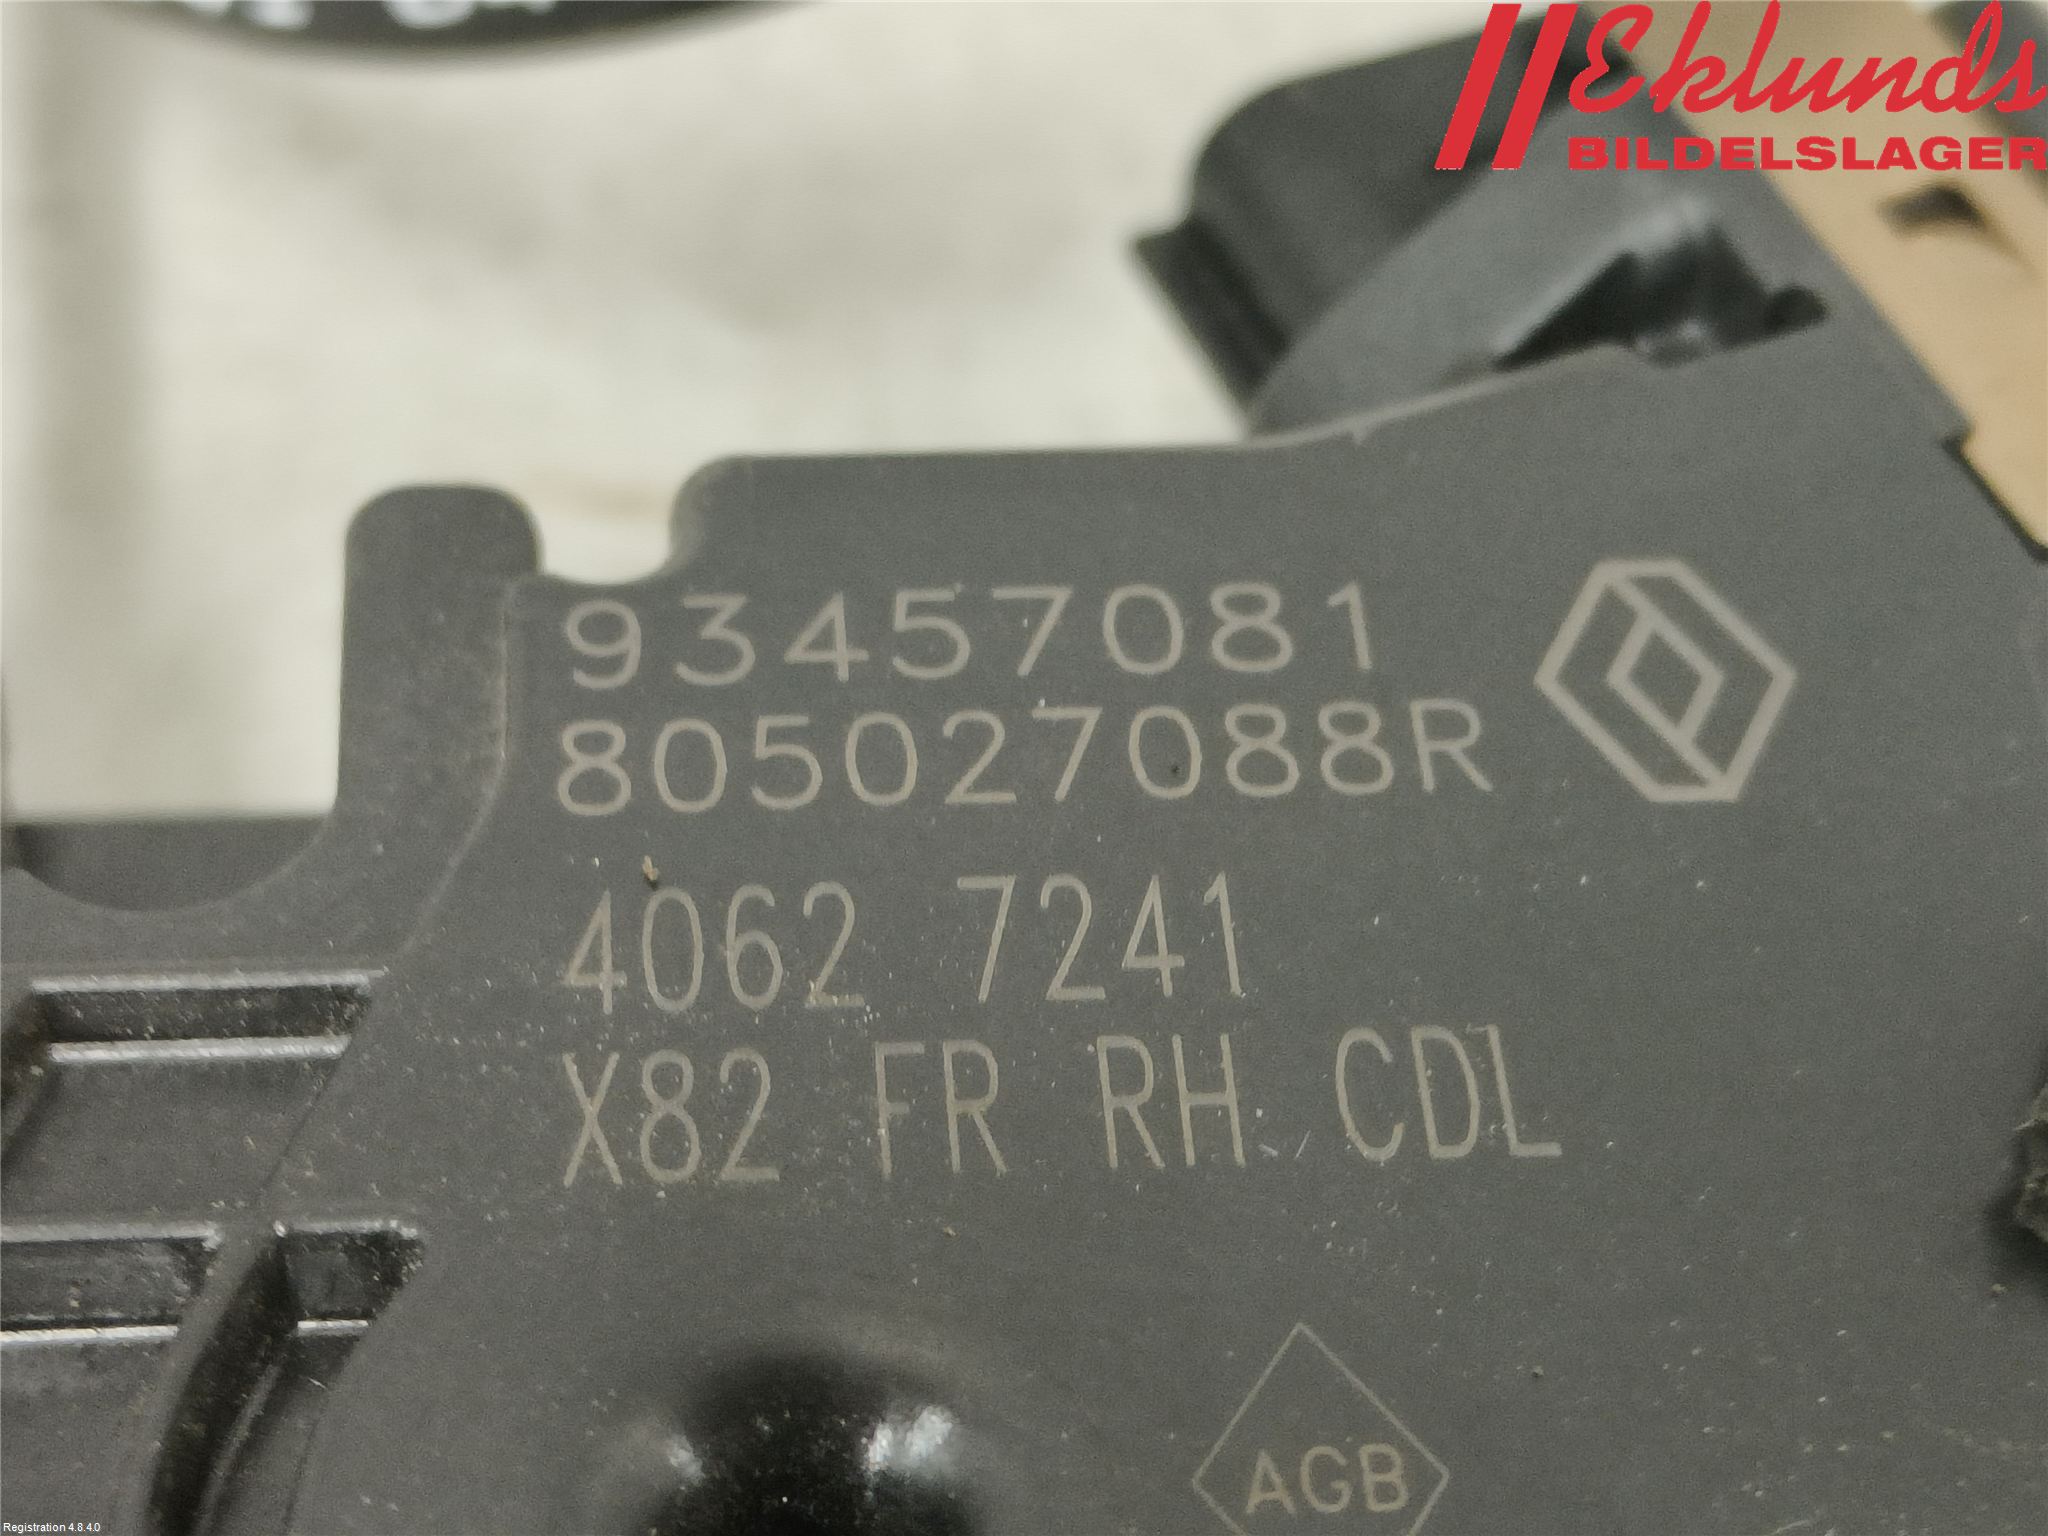 Eklunds
BILDELSLAGER
93457081
805027088R
4062 7241
X82 FR RH CDL
AGB
Registration 4.8.4.0